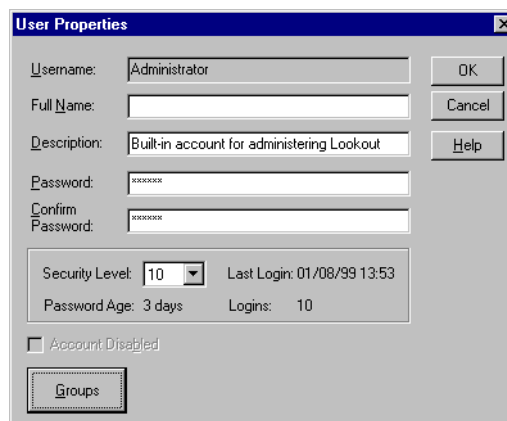 User Properties
Username: Administrator
OK
Full Name:
Cancel
Description: Built-in account for administering Lookout
Help
Password: ******
Confirm
Password: ******
Security Level: 10 Last Login: 01/08/99 13:53
Password Age: 3 days Logins: 10
Account Disabled
Groups